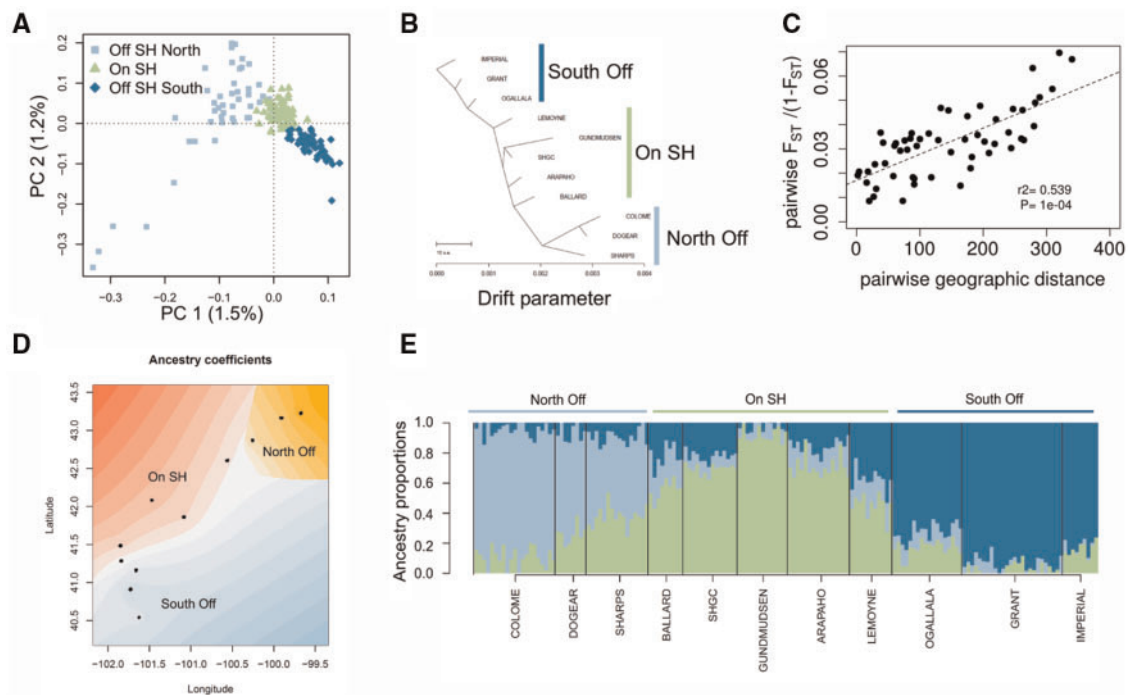 A
Off SH North
On SH
Off SH South
PC 2 (1.2%)
0.2
0.1
0.0
−0.1
−0.2
−0.3
−0.3
−0.2
−0.1
0.0
0.1
PC 1 (1.5%)
B
IMPERIAL
GRANT
OGALLALA
South Off
LEMOYNE
GUNDMUDSEN
SHGC
ARAPAHO
BALLARD
On SH
COLOME
DOGEAR
SHARPS
North Off
0.000
0.001
0.002
0.003
0.004
Drift parameter
C
pairwise FST /(1-FST)
0.06
0.03
0.00
r2= 0.539
P= 1e-04
0
100
200
300
400
pairwise geographic distance
D
Ancestry coefficients
Latitude
43.5
43.0
42.5
42.0
41.5
41.0
40.5
North Off
On SH
South Off
−102.0
−101.5
−101.0
−100.5
−100.0
−99.5
Longitude
E
North Off
On SH
South Off
Ancestry proportions
1.0
0.8
0.6
0.4
0.2
0.0
COLOME
DOGEAR
SHARPS
BALLARD
SHGC
GUNDMUDSEN
ARAPAHO
LEMOYNE
OGALLALA
GRANT
IMPERIAL